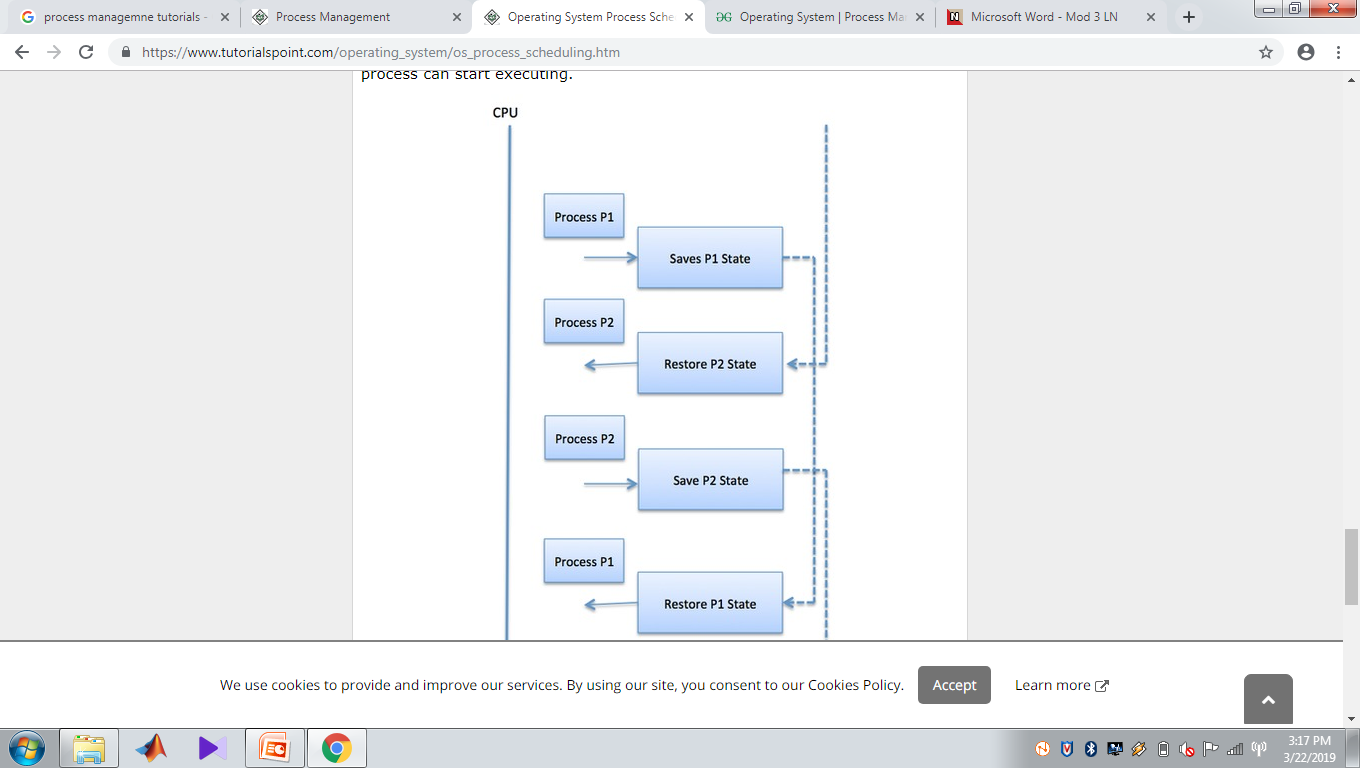 process managemne tutorials -
Process Management
Operating System Process Sche
Operating System | Process Ma
Microsoft Word - Mod 3 LN
https://www.tutorialspoint.com/operating_system/os_process_scheduling.htm
process can start executing.
CPU
Process P1
Saves P1 State
Process P2
Restore P2 State
Process P2
Save P2 State
Process P1
Restore P1 State
We use cookies to provide and improve our services. By using our site, you consent to our Cookies Policy.
Accept
Learn more
3:17 PM
3/22/2019